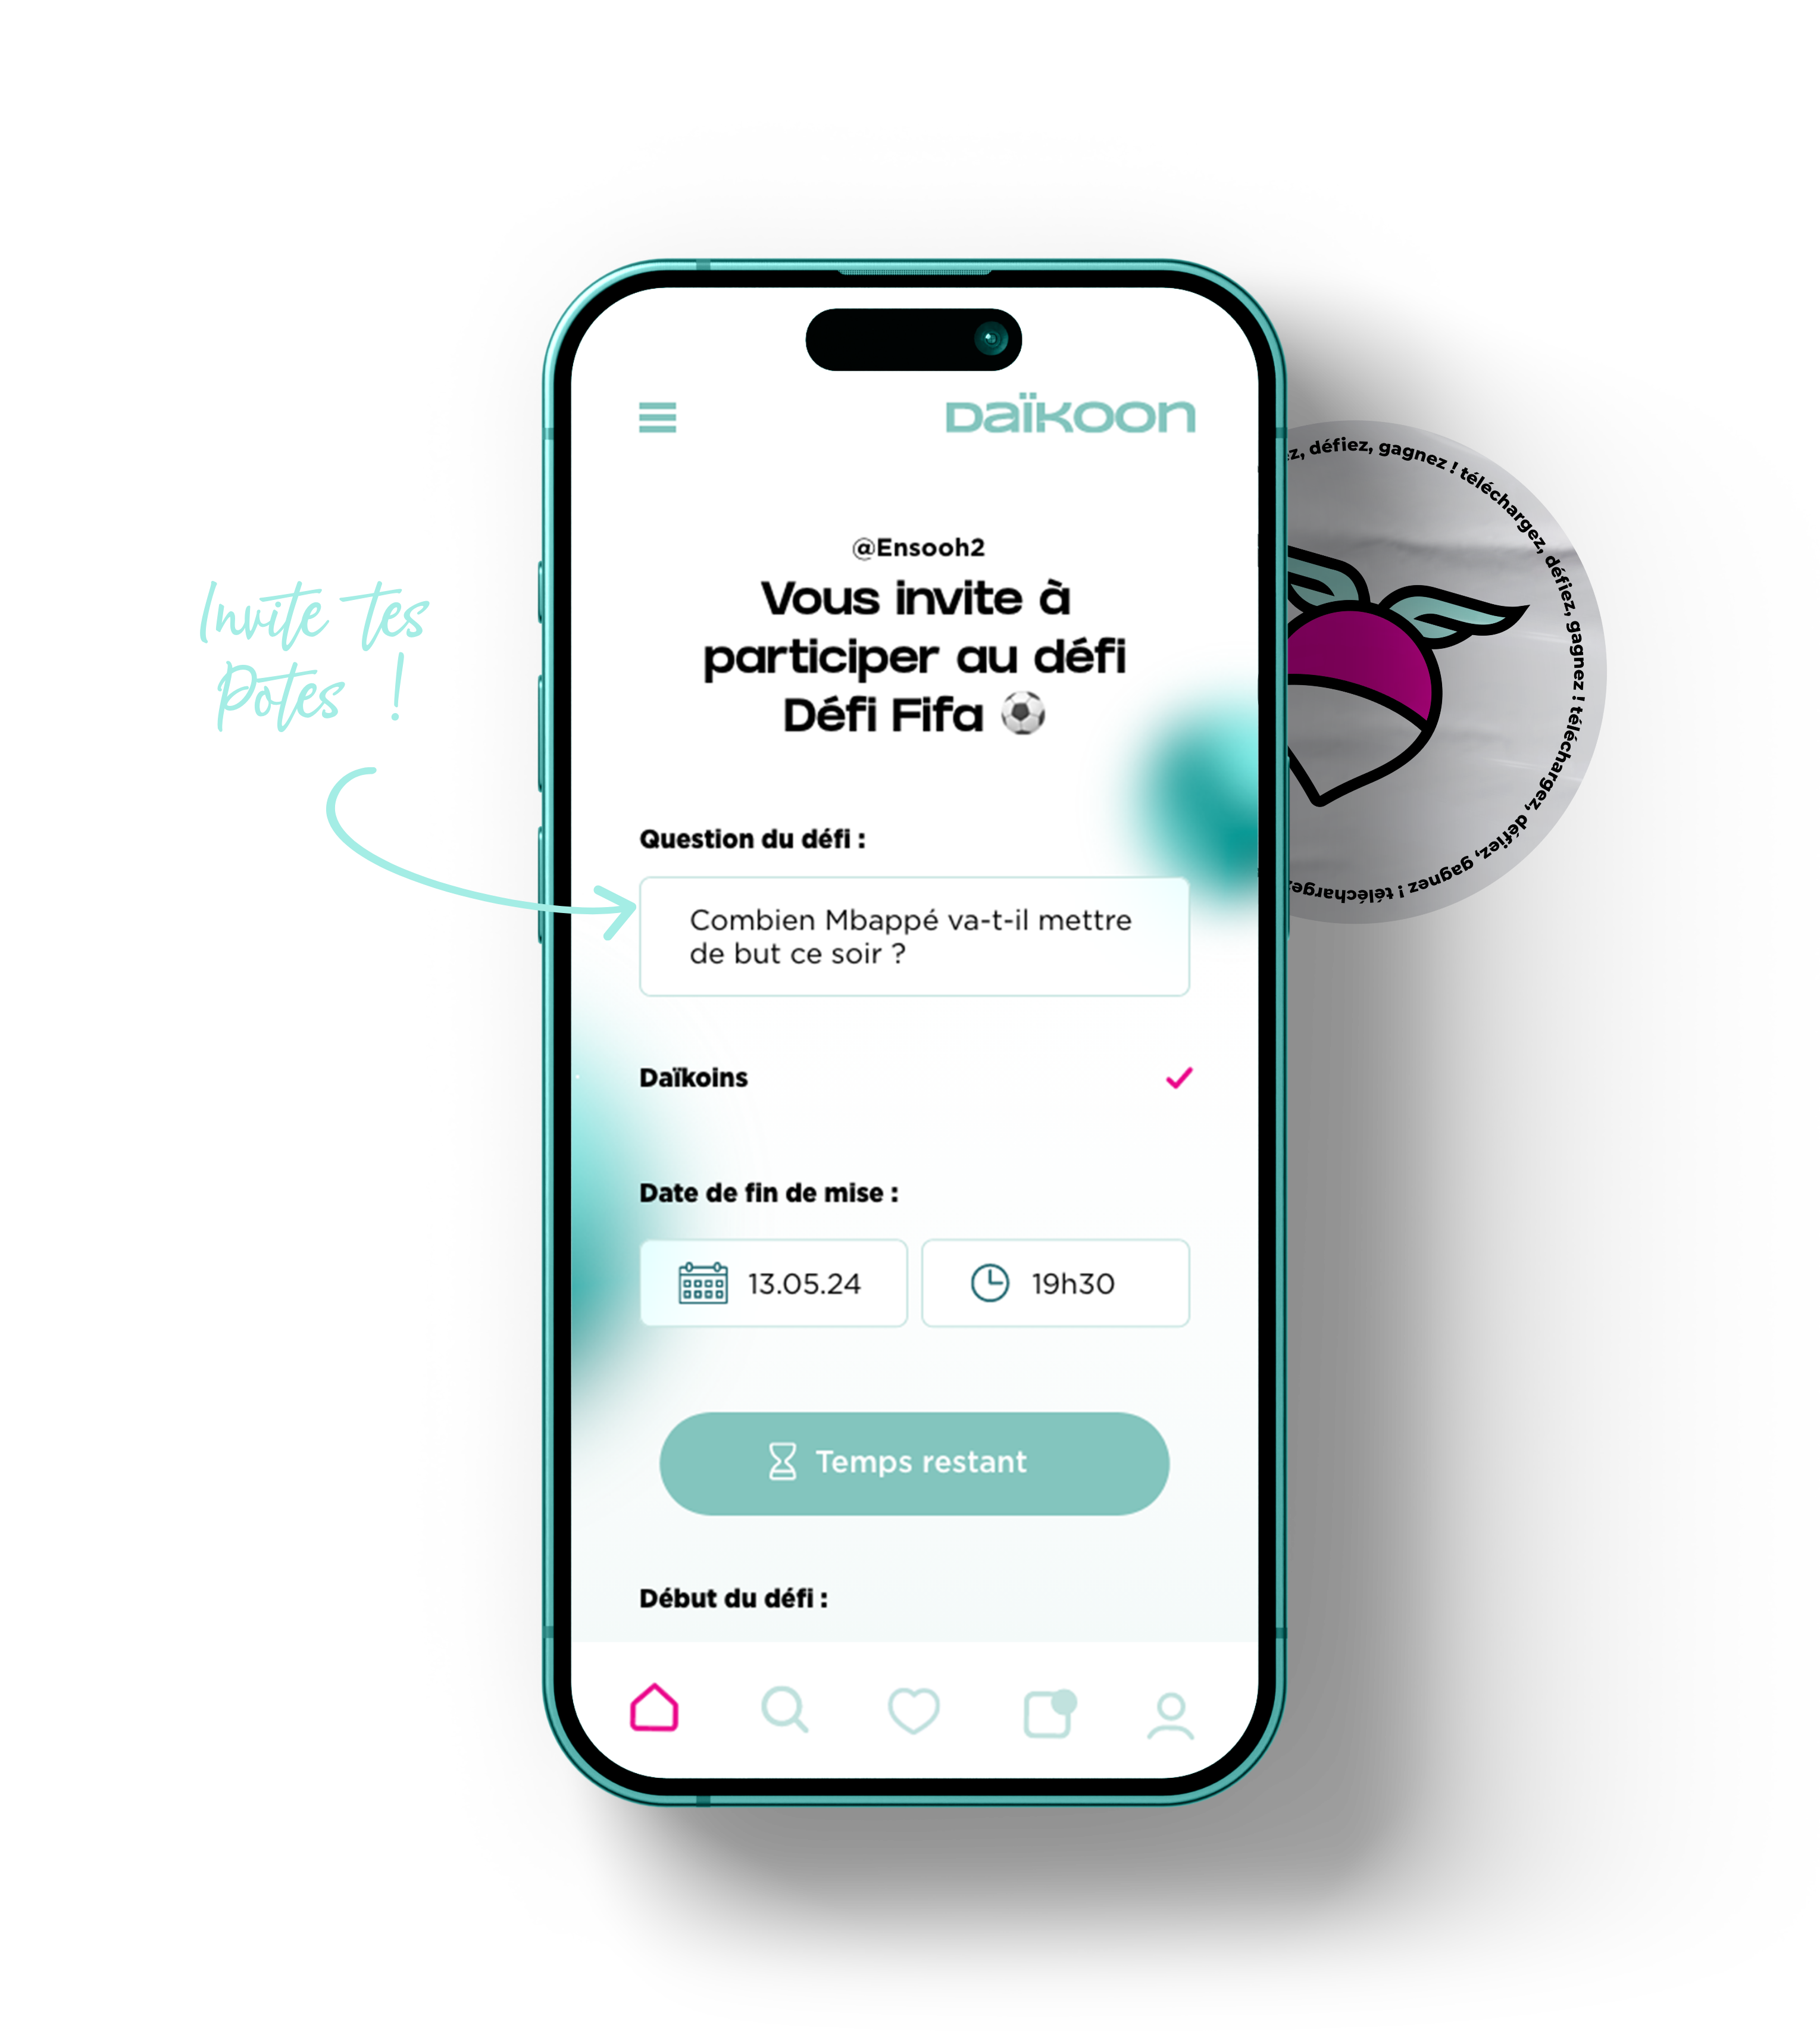 Invite tes
Potes !
Daïkoon
@Ensooh2
Vous invite à
participer au défi
Défi Fifa ⚽
Question du défi :
Combien Mbappé va-t-il mettre
de but ce soir ?
Daïkoins
Date de fin de mise :
13.05.24
19h30
Temps restant
Début du défi :
défiez, gagnez ! téléchargez, défiez, gagnez ! téléchargez, défiez, gagnez ! téléchargez